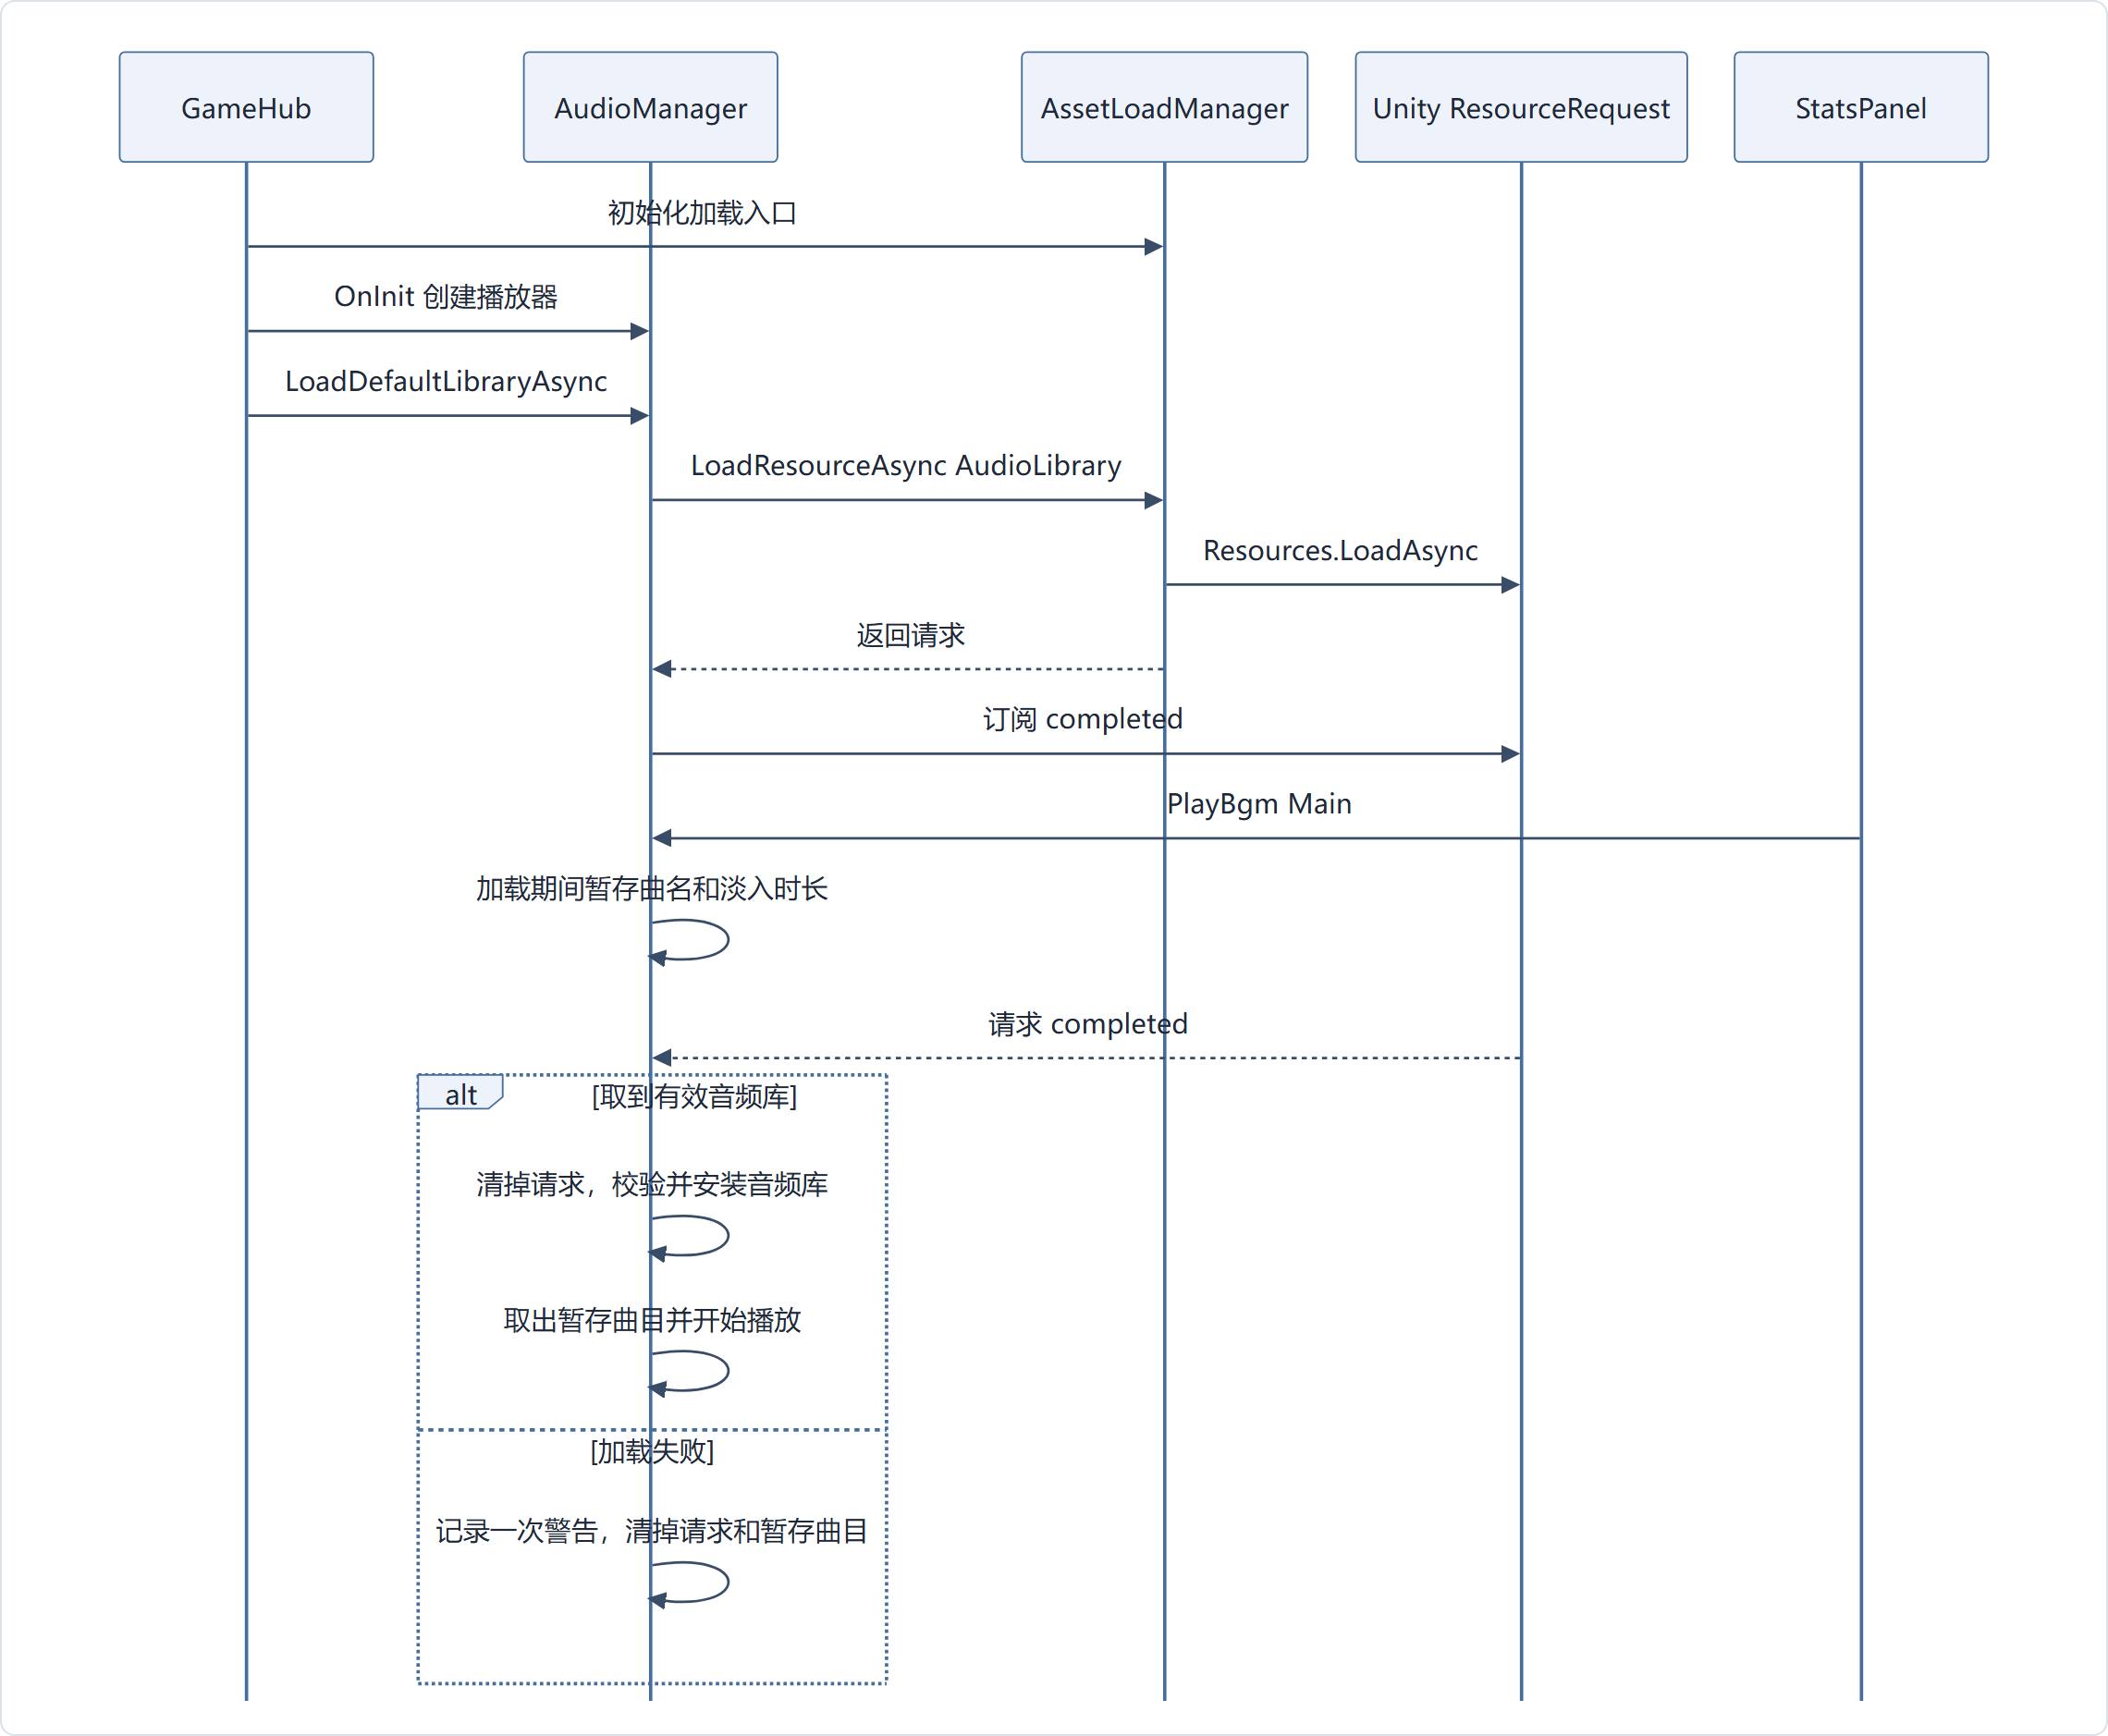 GameHub
AudioManager
AssetLoadManager
Unity ResourceRequest
StatsPanel
初始化加载入口
OnInit 创建播放器
LoadDefaultLibraryAsync
LoadResourceAsync AudioLibrary
Resources.LoadAsync
返回请求
订阅 completed
PlayBgm Main
加载期间暂存曲名和淡入时长
请求 completed
alt
[取到有效音频库]
清掉请求，校验并安装音频库
取出暂存曲目并开始播放
[加载失败]
记录一次警告，清掉请求和暂存曲目